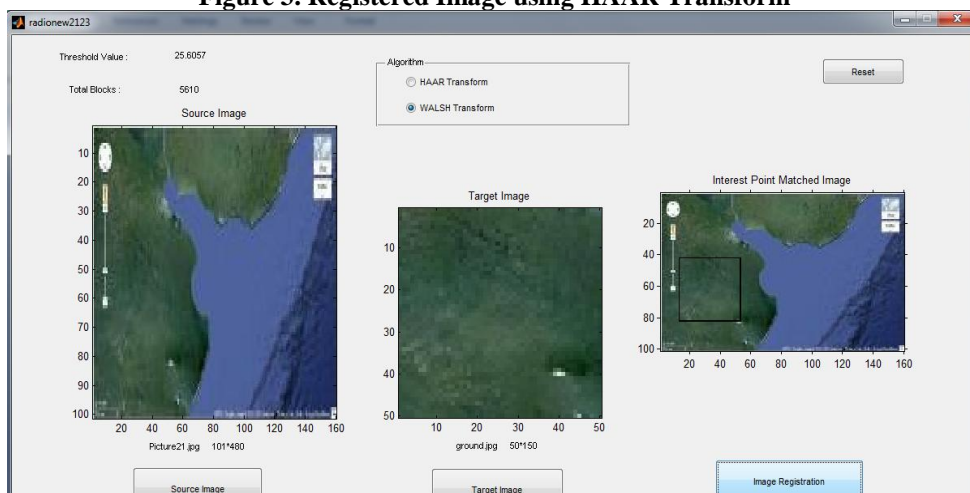 Figure 3. Registered Image using HAAR Transform
radionew2123
Threshold Value :
25.6057
Total Blocks :
5610
Algorithm
HAAR Transform
WALSH Transform
Reset
Source Image
10
20
30
40
50
60
70
80
90
100
20 40 60 80 100 120 140 160
Picture21.jpg 101*480
Source Image
Target Image
10
20
30
40
50
10 20 30 40 50
ground.jpg 50*150
Target Image
Interest Point Matched Image
20
40
60
80
100
20 40 60 80 100 120 140 160
Image Registration